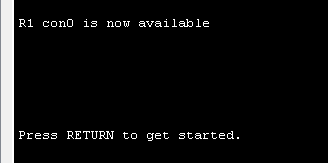 R1 con0 is now available
Press RETURN to get started.